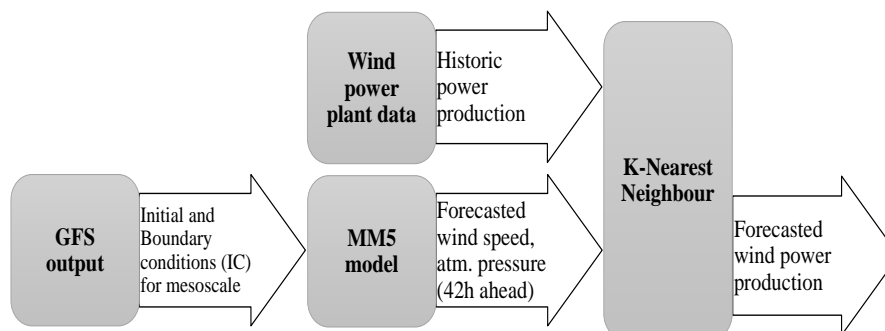 Wind
power
plant data
Historic
power
production
K-Nearest
Neighbour
GFS
output
Initial and
Boundary
conditions (IC)
for mesoscale
MM5
model
Forecasted
wind speed,
atm. pressure
(42h ahead)
Forecasted
wind power
production